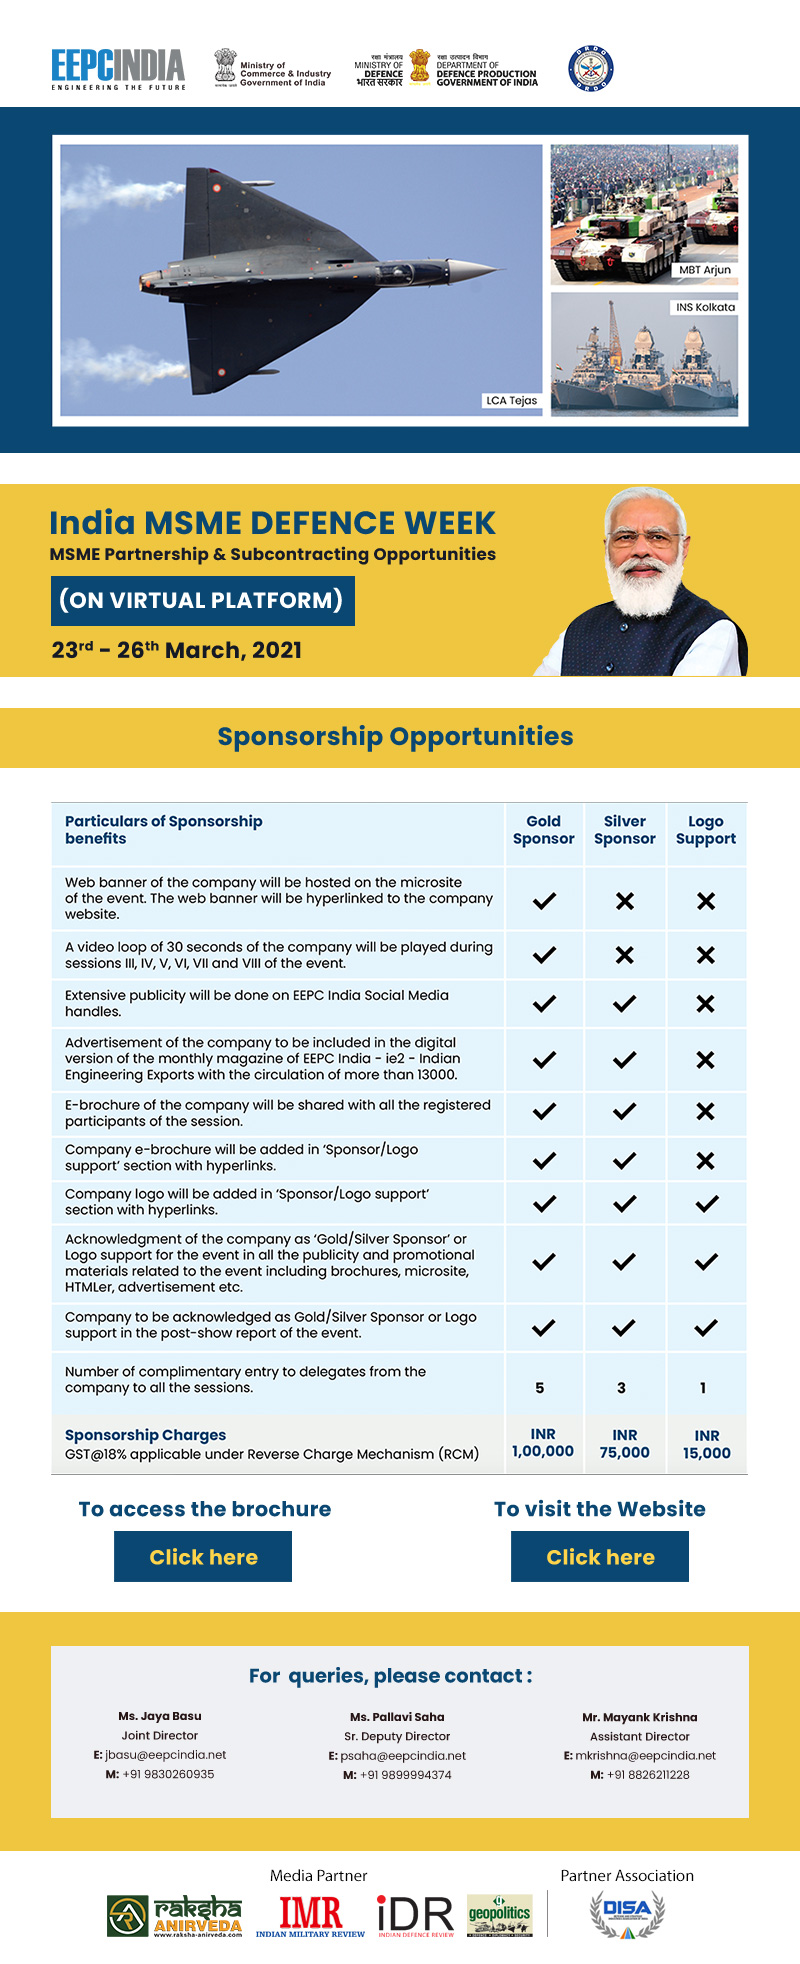 EEPCINDIA
ENGINEERING THE FUTURE
Ministry of
Commerce & Industry
Government of India
रक्षा मंत्रालय
MINISTRY OF
DEFENCE
भारत सरकार
रक्षा उत्पादन विभाग
DEPARTMENT OF
DEFENCE PRODUCTION
GOVERNMENT OF INDIA
DRDO
DRDO
LCA Tejas
MBT Arjun
INS Kolkata
India MSME DEFENCE WEEK
MSME Partnership & Subcontracting Opportunities
(ON VIRTUAL PLATFORM)
23rd - 26th March, 2021
Sponsorship Opportunities
Particulars of Sponsorship
benefits
Gold
Sponsor
Silver
Sponsor
Logo
Support
Web banner of the company will be hosted on the microsite
of the event. The web banner will be hyperlinked to the company
website.
A video loop of 30 seconds of the company will be played during
sessions III, IV, V, VI, VII and VIII of the event.
Extensive publicity will be done on EEPC India Social Media
handles.
Advertisement of the company to be included in the digital
version of the monthly magazine of EEPC India - ie2 - Indian
Engineering Exports with the circulation of more than 13000.
E-brochure of the company will be shared with all the registered
participants of the session.
Company e-brochure will be added in ‘Sponsor/Logo
support’ section with hyperlinks.
Company logo will be added in ‘Sponsor/Logo support’
section with hyperlinks.
Acknowledgment of the company as ‘Gold/Silver Sponsor’ or
Logo support for the event in all the publicity and promotional
materials related to the event including brochures, microsite,
HTMLer, advertisement etc.
Company to be acknowledged as Gold/Silver Sponsor or Logo
support in the post-show report of the event.
Number of complimentary entry to delegates from the
company to all the sessions.
5 3 1
Sponsorship Charges
GST@18% applicable under Reverse Charge Mechanism (RCM)
INR
1,00,000
INR
75,000
INR
15,000
To access the brochure
Click here
To visit the Website
Click here
For queries, please contact :
Ms. Jaya Basu
Joint Director
E: jbasu@eepcindia.net
M: +91 9830260935
Ms. Pallavi Saha
Sr. Deputy Director
E: psaha@eepcindia.net
M: +91 9899994374
Mr. Mayank Krishna
Assistant Director
E: mkrishna@eepcindia.net
M: +91 8826211228
Media Partner
Partner Association
raksha
ANIRVEDA
www.raksha-anirveda.com
IMR
INDIAN MILITARY REVIEW
iDR
INDIAN DEFENCE REVIEW
geopolitics
DEFENCE • DIPLOMACY • SECURITY
DISA